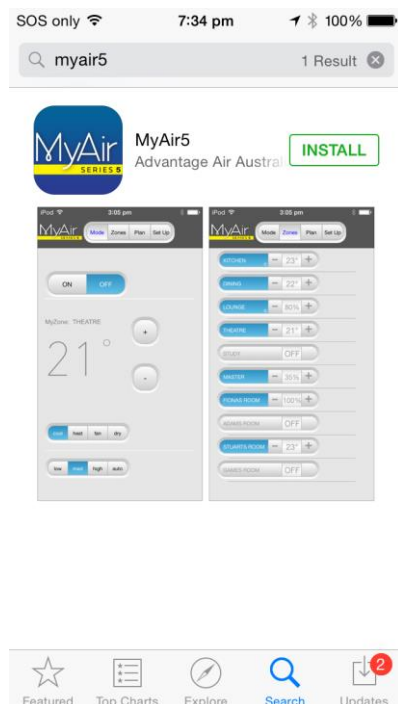 SOS only 7:34 pm 100%
myair5 1 Result
MyAir
SERIES 5
MyAir5
Advantage Air Austral
INSTALL
iPod 3:05 pm
MyAir Mode Zones Plan Set Up
ON OFF
MyZone: THEATRE
+
21°
-
cool heat fan dry
low med high auto
iPod 3:05 pm
MyAir Mode Zones Plan Set Up
KITCHEN - 23° +
DINING - 22° +
LOUNGE - 80% +
THEATRE - 21° +
STUDY OFF
MASTER - 35% +
FIONAS ROOM - 100% +
ADAMS ROOM OFF
STUARTS ROOM - 23° +
JAMES ROOM OFF
2
Featured Top Charts Explore Search Updates